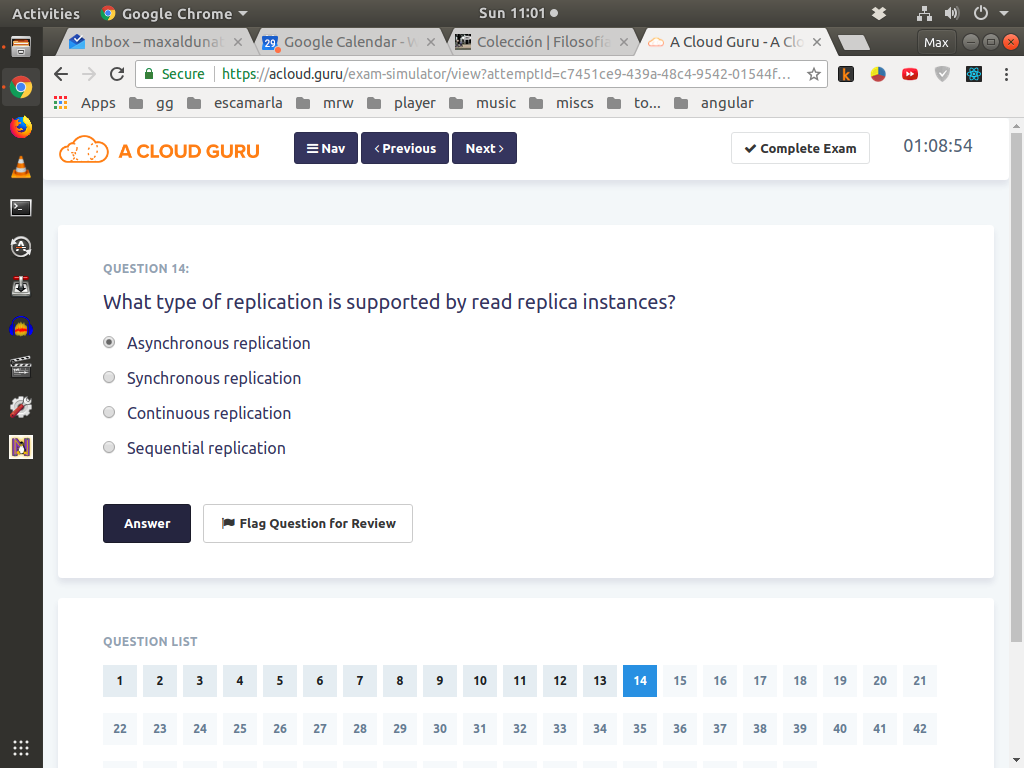 Activities Google Chrome Sun 11:01 Max
Inbox – maxaldunat Google Calendar - W Colección | Filosofía A Cloud Guru - A Clo
Secure https://acloud.guru/exam-simulator/view?attemptId=c7451ce9-439a-48c4-9542-01544f...
Apps gg escamarla mrw player music miscs to... angular
A CLOUD GURU Nav Previous Next Complete Exam 01:08:54
QUESTION 14:
What type of replication is supported by read replica instances?
Asynchronous replication
Synchronous replication
Continuous replication
Sequential replication
Answer Flag Question for Review
QUESTION LIST
1 2 3 4 5 6 7 8 9 10 11 12 13 14 15 16 17 18 19 20 21
22 23 24 25 26 27 28 29 30 31 32 33 34 35 36 37 38 39 40 41 42